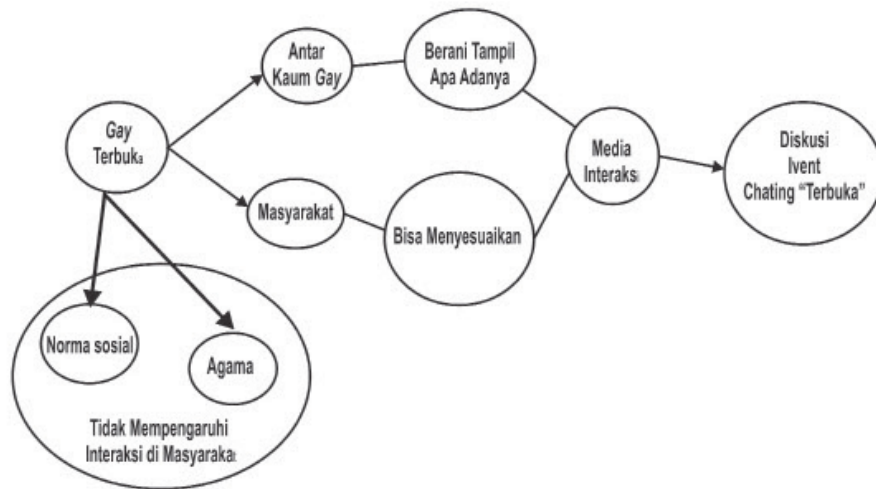 Antar
Kaum Gay
Berani Tampil
Apa Adanya
Gay
Terbuka
Media
Interaksi
Diskusi
Ivent
Chating “Terbuka”
Masyarakat
Bisa Menyesuaikan
Norma sosial
Agama
Tidak Mempengaruhi
Interaksi di Masyarakat